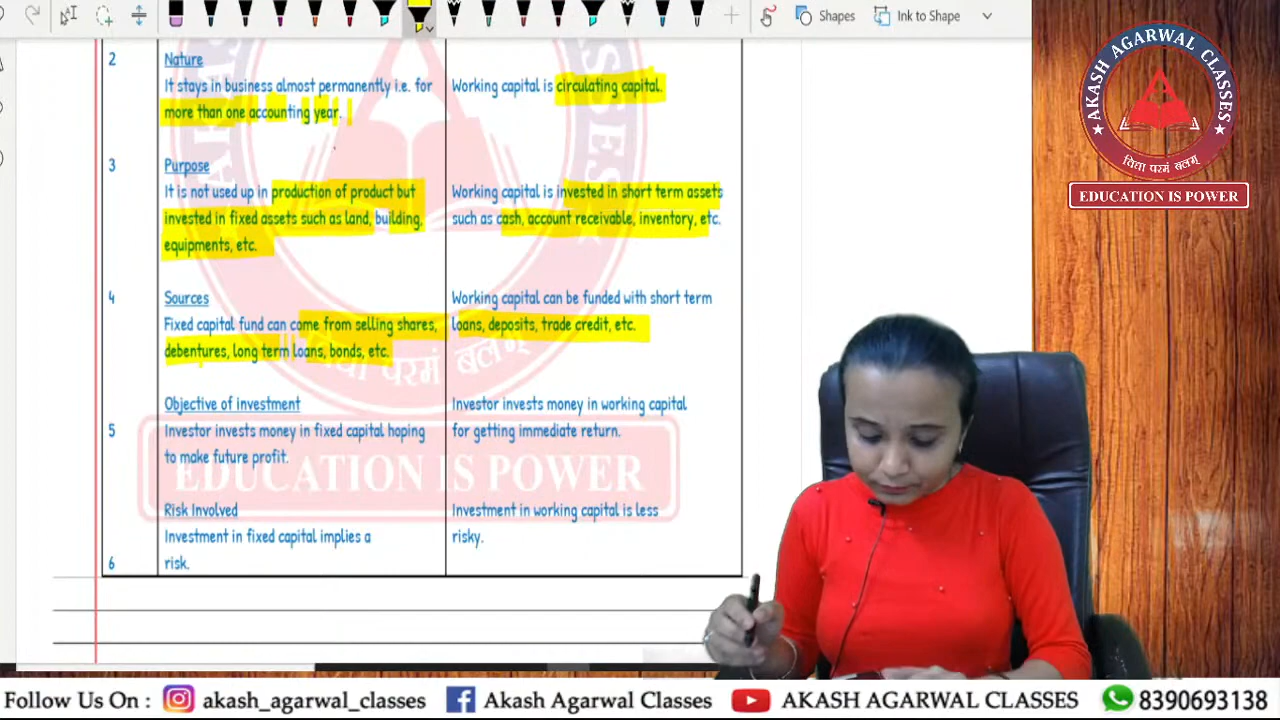 Shapes
Ink to Shape
2
Nature
It stays in business almost permanently i.e. for
more than one accounting year.
Working capital is circulating capital.
3
Purpose
It is not used up in production of product but
invested in fixed assets such as land, building,
equipments, etc.
Working capital is invested in short term assets
such as cash, account receivable, inventory, etc.
4
Sources
Fixed capital fund can come from selling shares,
debentures, long term loans, bonds, etc.
Working capital can be funded with short term
loans, deposits, trade credit, etc.
5
Objective of Investment
Investor invests money in fixed capital hoping
to make future profit.
Investor invests money in working capital
for getting immediate return.
6
Risk Involved
Investment in fixed capital implies a
risk.
Investment in working capital is less
risky.
विद्या परमं बलम्
EDUCATION IS POWER
AKASH AGARWAL CLASSES
विद्या परमं बलम्
EDUCATION IS POWER
Follow Us On : akash_agarwal_classes Akash Agarwal Classes AKASH AGARWAL CLASSES 8390693138